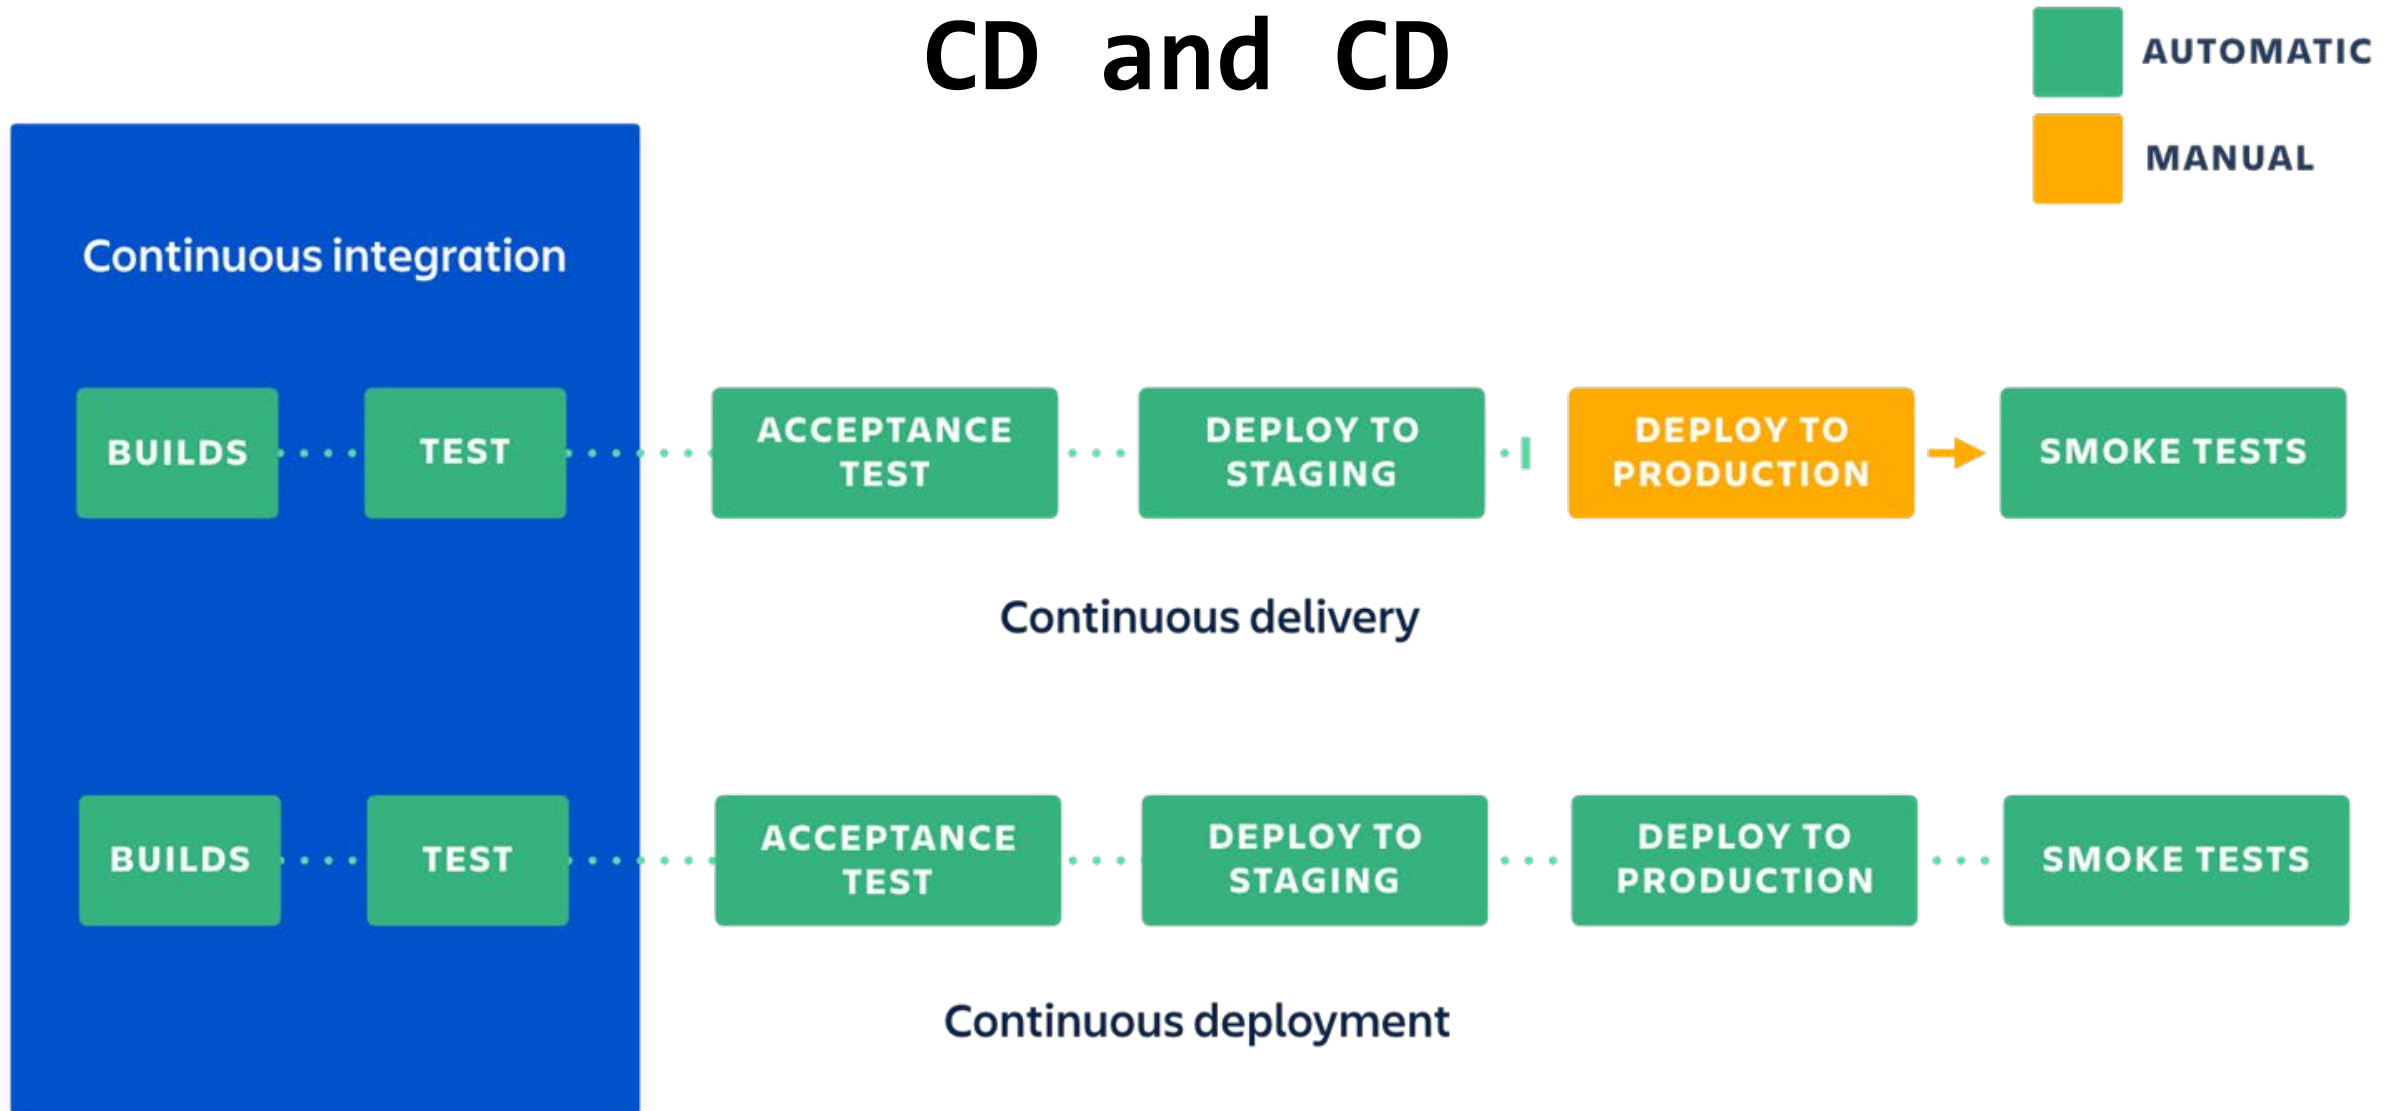 CD and CD
AUTOMATIC
MANUAL
Continuous integration
BUILDS
TEST
ACCEPTANCE
TEST
DEPLOY TO
STAGING
DEPLOY TO
PRODUCTION
SMOKE TESTS
Continuous delivery
BUILDS
TEST
ACCEPTANCE
TEST
DEPLOY TO
STAGING
DEPLOY TO
PRODUCTION
SMOKE TESTS
Continuous deployment